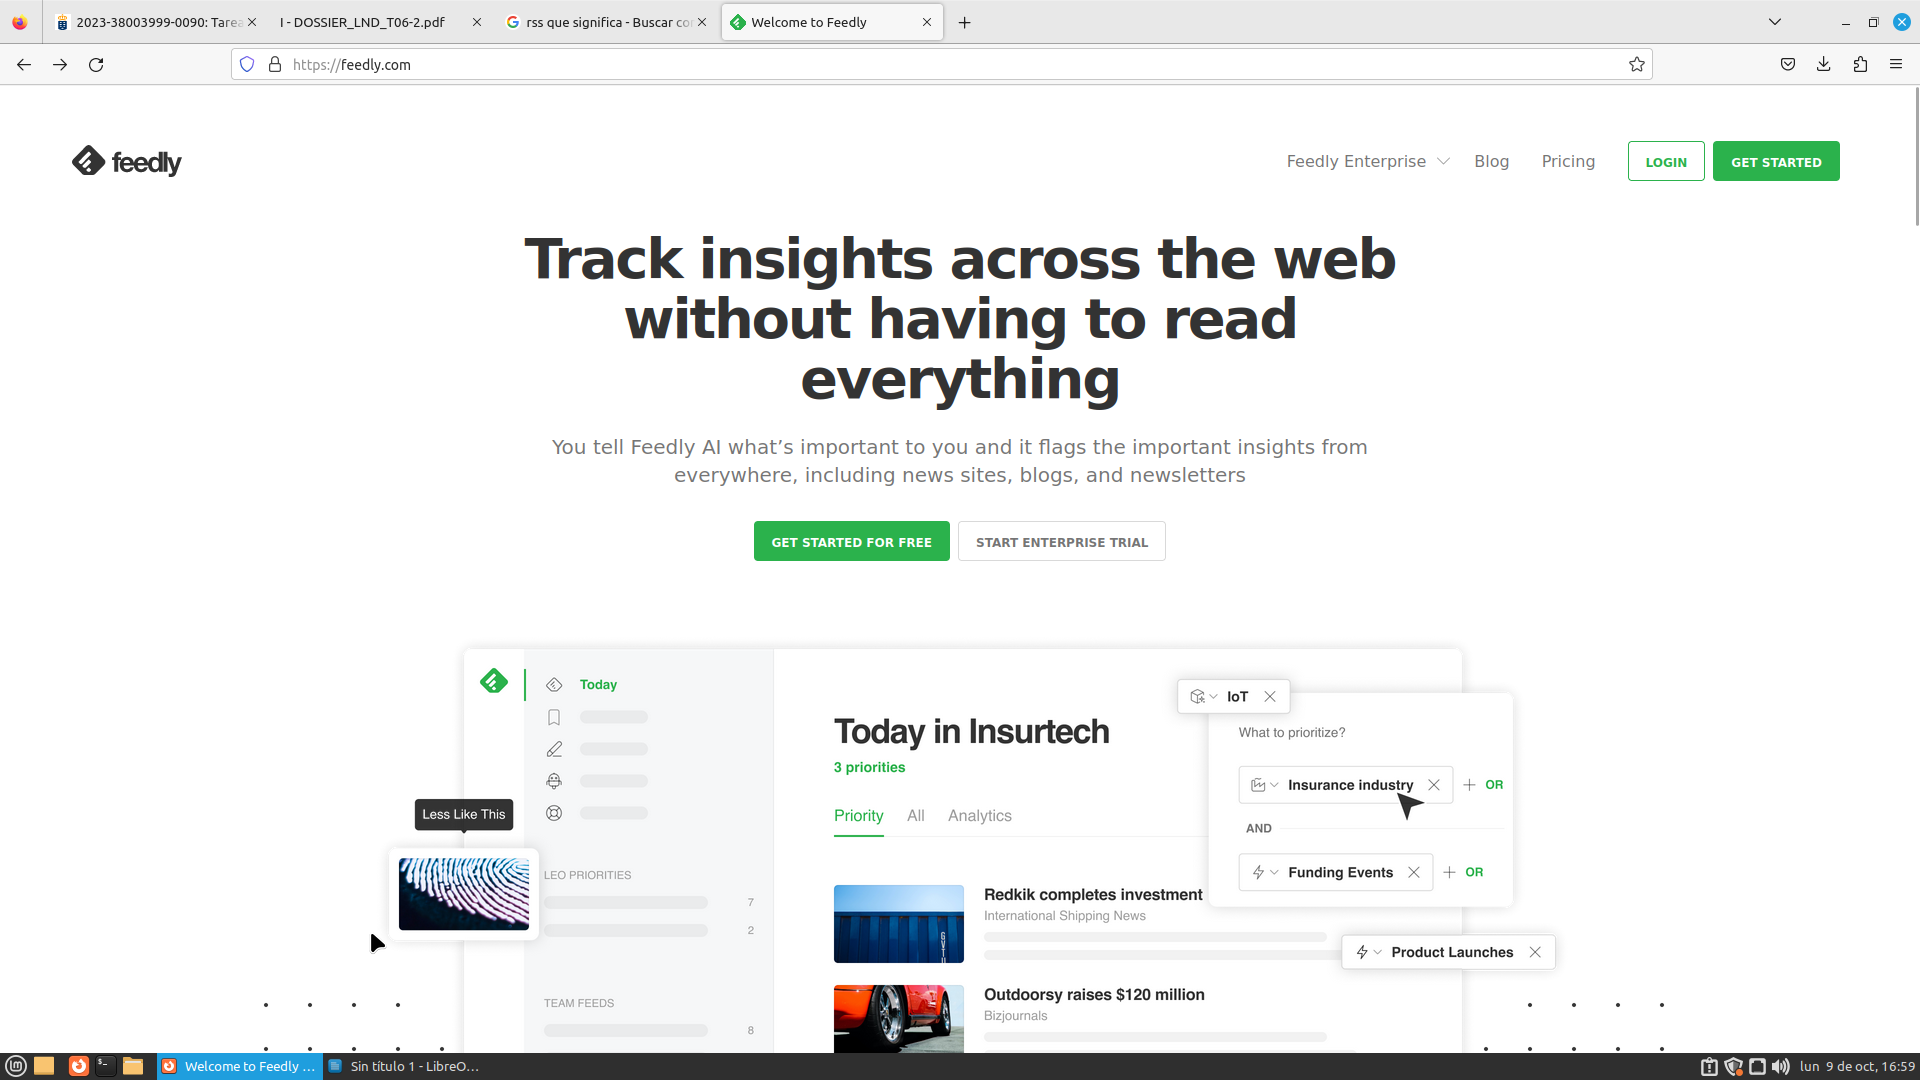 2023-38003999-0090: Tarea
I - DOSSIER_LND_T06-2.pdf
rss que significa - Buscar co
Welcome to Feedly
https://feedly.com
feedly
Feedly Enterprise
Blog
Pricing
LOGIN
GET STARTED
Track insights across the web
without having to read
everything
You tell Feedly AI what’s important to you and it flags the important insights from
everywhere, including news sites, blogs, and newsletters
GET STARTED FOR FREE
START ENTERPRISE TRIAL
Today
IoT
Today in Insurtech
What to prioritize?
3 priorities
Insurance industry
OR
Less Like This
Priority
All
Analytics
AND
LEO PRIORITIES
Funding Events
OR
7
Redkik completes investment
International Shipping News
2
Product Launches
Outdoorsy raises $120 million
TEAM FEEDS
Bizjournals
8
Welcome to Feedly ...
Sin título 1 - LibreO...
lun 9 de oct, 16:59